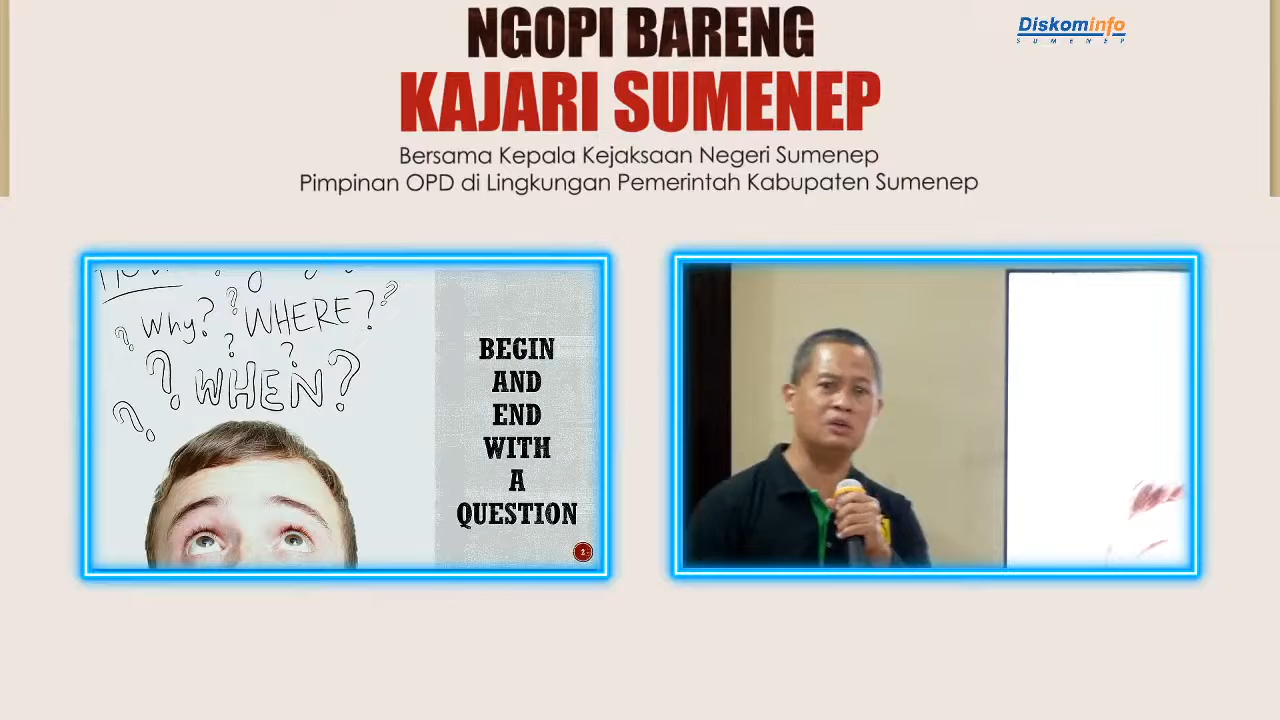 NGOPI BARENG
Diskominfo
SUMENEP
KAJARI SUMENEP
Bersama Kepala Kejaksaan Negeri Sumenep
Pimpinan OPD di Lingkungan Pemerintah Kabupaten Sumenep
Why?
WHERE?
WHEN?
BEGIN
AND
END
WITH
A
QUESTION
2